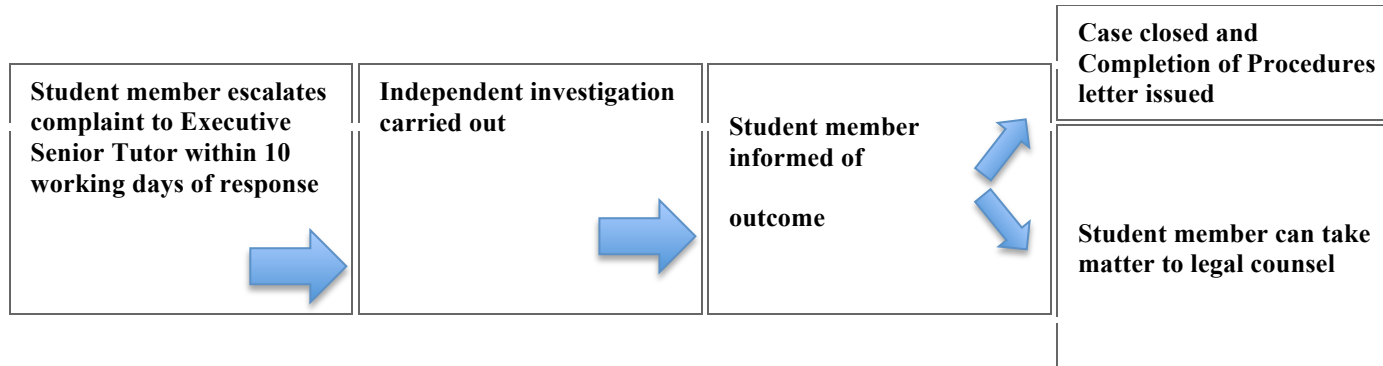 Student member escalates
complaint to Executive
Senior Tutor within 10
working days of response
Independent investigation
carried out
Student member
informed of
outcome
Case closed and
Completion of Procedures
letter issued
Student member can take
matter to legal counsel